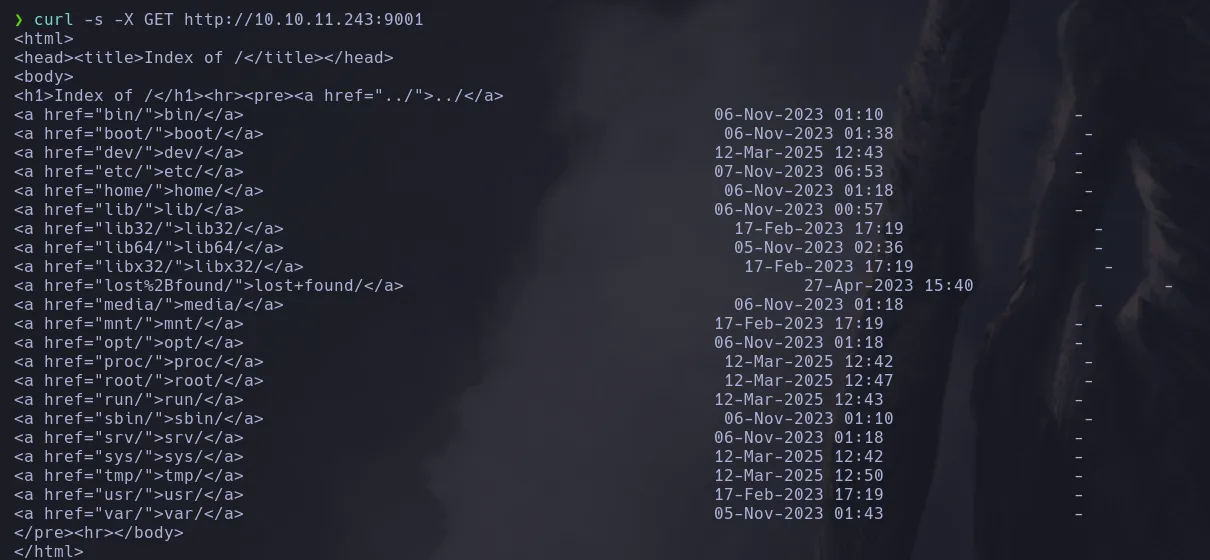 ❯ curl -s -X GET http://10.10.11.243:9001
<html>
<head><title>Index of /</title></head>
<body>
<h1>Index of /</h1><hr><pre><a href="../">../</a>
<a href="bin/">bin/</a>                                               06-Nov-2023 01:10                   -
<a href="boot/">boot/</a>                                              06-Nov-2023 01:38                   -
<a href="dev/">dev/</a>                                               12-Mar-2025 12:43                   -
<a href="etc/">etc/</a>                                               07-Nov-2023 06:53                   -
<a href="home/">home/</a>                                              06-Nov-2023 01:18                   -
<a href="lib/">lib/</a>                                               06-Nov-2023 00:57                   -
<a href="lib32/">lib32/</a>                                             17-Feb-2023 17:19                   -
<a href="lib64/">lib64/</a>                                             05-Nov-2023 02:36                   -
<a href="libx32/">libx32/</a>                                            17-Feb-2023 17:19                   -
<a href="lost%2Bfound/">lost+found/</a>                                        27-Apr-2023 15:40                   -
<a href="media/">media/</a>                                             06-Nov-2023 01:18                   -
<a href="mnt/">mnt/</a>                                               17-Feb-2023 17:19                   -
<a href="opt/">opt/</a>                                               06-Nov-2023 01:18                   -
<a href="proc/">proc/</a>                                              12-Mar-2025 12:42                   -
<a href="root/">root/</a>                                              12-Mar-2025 12:47                   -
<a href="run/">run/</a>                                               12-Mar-2025 12:43                   -
<a href="sbin/">sbin/</a>                                              06-Nov-2023 01:10                   -
<a href="srv/">srv/</a>                                               06-Nov-2023 01:18                   -
<a href="sys/">sys/</a>                                               12-Mar-2025 12:42                   -
<a href="tmp/">tmp/</a>                                               12-Mar-2025 12:50                   -
<a href="usr/">usr/</a>                                               17-Feb-2023 17:19                   -
<a href="var/">var/</a>                                               05-Nov-2023 01:43                   -
</pre><hr></body>
</html>